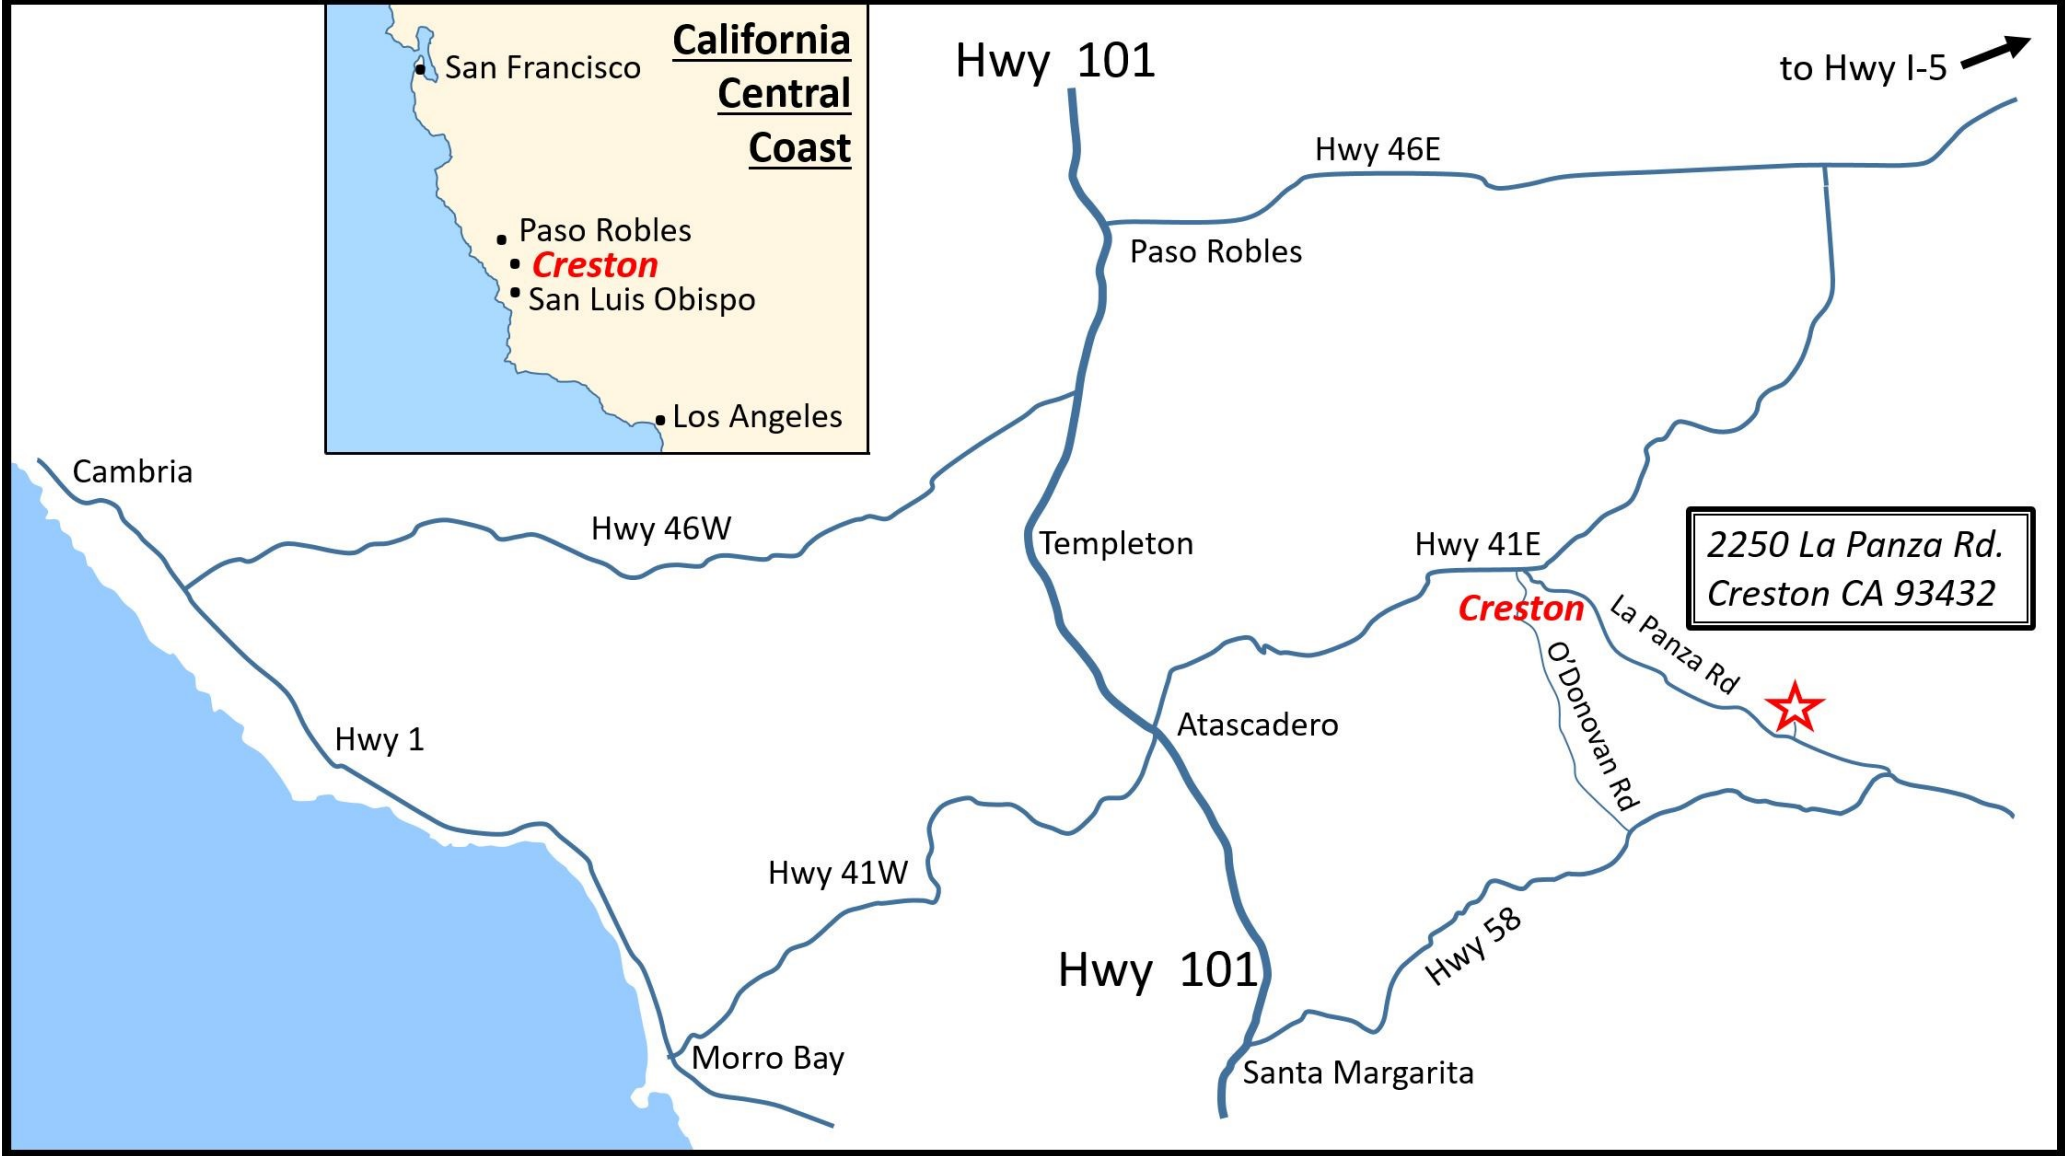 California
Central
Coast
San Francisco
Paso Robles
Creston
San Luis Obispo
Los Angeles
Hwy 101
to Hwy I-5
Hwy 46E
Paso Robles
Cambria
Hwy 46W
Templeton
Hwy 41E
2250 La Panza Rd.
Creston CA 93432
Creston
La Panza Rd
O'Donovan Rd
Atascadero
Hwy 1
Hwy 41W
Hwy 58
Hwy 101
Morro Bay
Santa Margarita